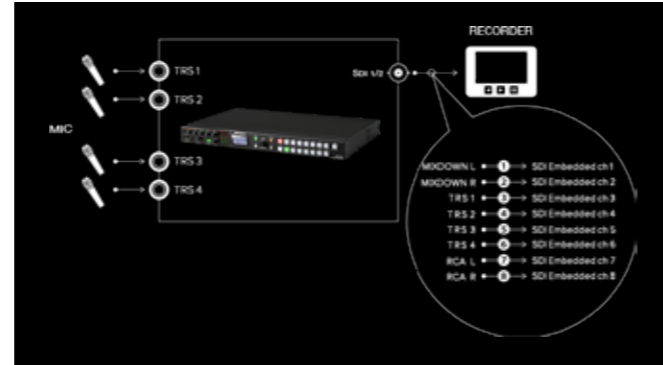 RECORDER
TRS 1
SDI 1/2
TRS 2
MIC
TRS 3
TRS 4
MIXDOWN L 1 SDI Embedded ch 1
MIXDOWN R 2 SDI Embedded ch 2
TRS 1 3 SDI Embedded ch 3
TRS 2 4 SDI Embedded ch 4
TRS 3 5 SDI Embedded ch 5
TRS 4 6 SDI Embedded ch 6
RCA L 7 SDI Embedded ch 7
RCA R 8 SDI Embedded ch 8